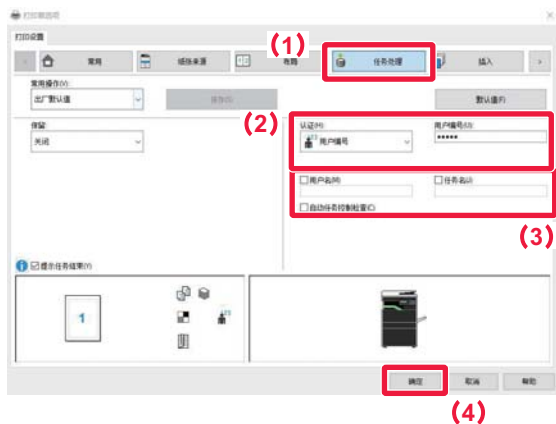 打印首选项
打印设置
(1)
常用
纸张来源
布局
任务处理
插入
常用操作(V):
出厂默认值
保存(S)
默认值(F)
(2)
保留:
关闭
认证(H):
用户编号
用户编号(U):
*****
用户名(M)
任务名(J)
自动任务控制检查(C)
(3)
提示任务结束(Y)
1
确定
取消
帮助
(4)